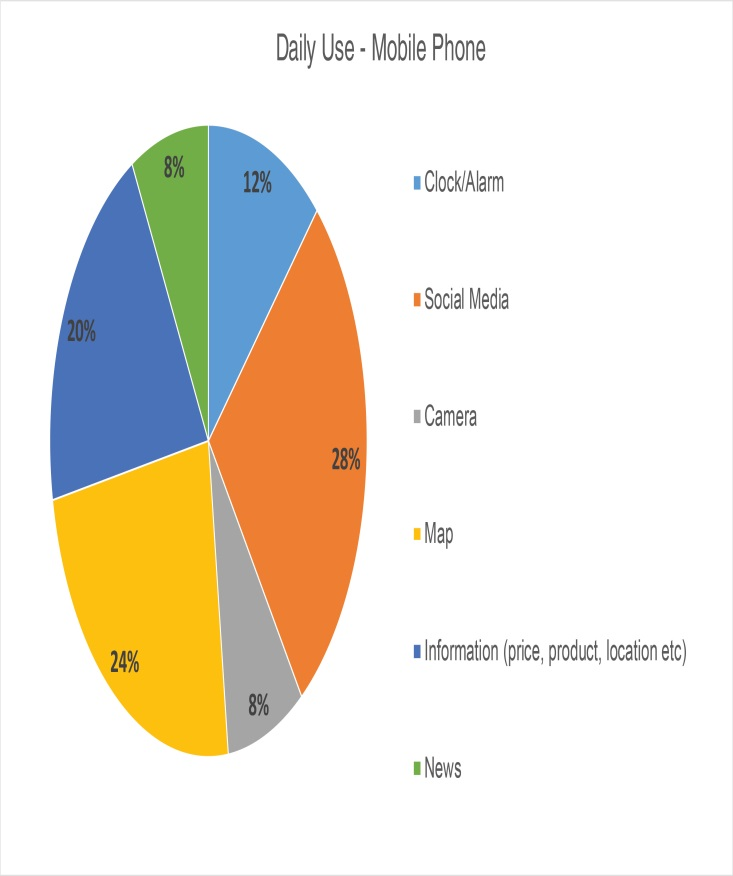 Daily Use - Mobile Phone
8%
12%
Clock/Alarm
Social Media
20%
Camera
28%
Map
24%
Information (price, product, location etc)
8%
News